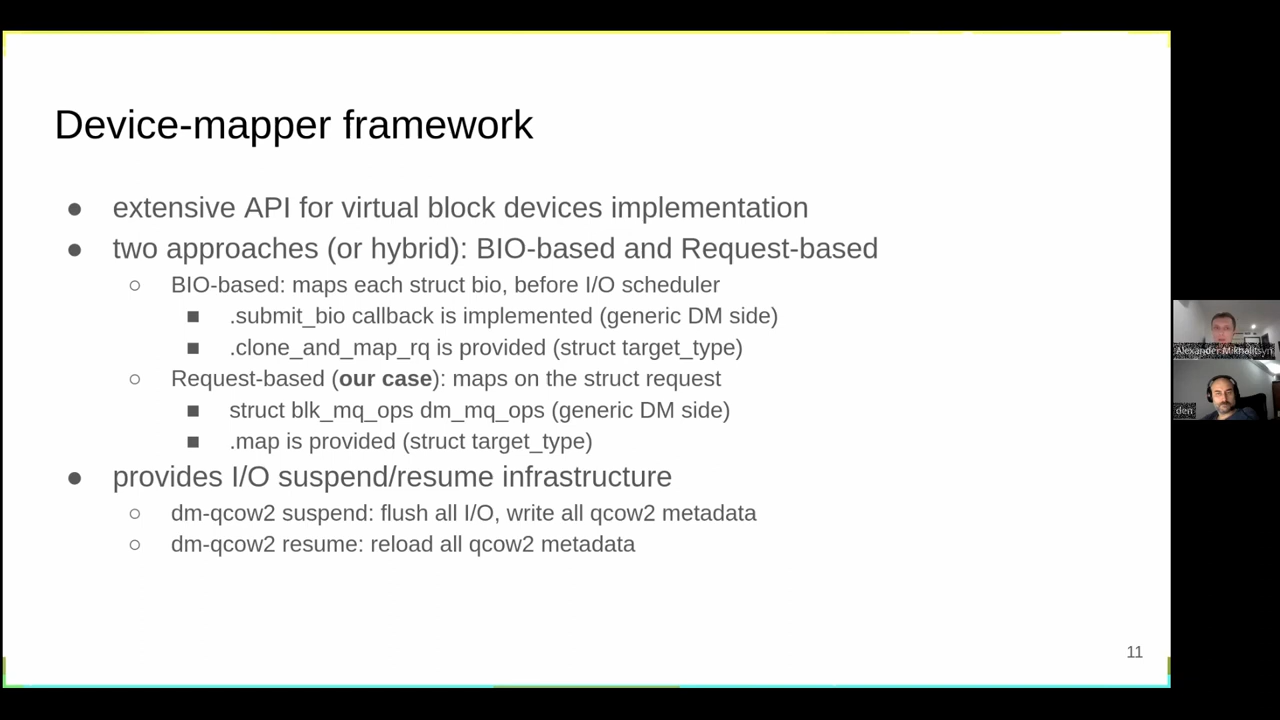 Device-mapper framework
● extensive API for virtual block devices implementation
● two approaches (or hybrid): BIO-based and Request-based
○ BIO-based: maps each struct bio, before I/O scheduler
■ .submit_bio callback is implemented (generic DM side)
■ .clone_and_map_rq is provided (struct target_type)
○ Request-based (our case): maps on the struct request
■ struct blk_mq_ops dm_mq_ops (generic DM side)
■ .map is provided (struct target_type)
● provides I/O suspend/resume infrastructure
○ dm-qcow2 suspend: flush all I/O, write all qcow2 metadata
○ dm-qcow2 resume: reload all qcow2 metadata
11
Alexander Mikhalitsyn
den